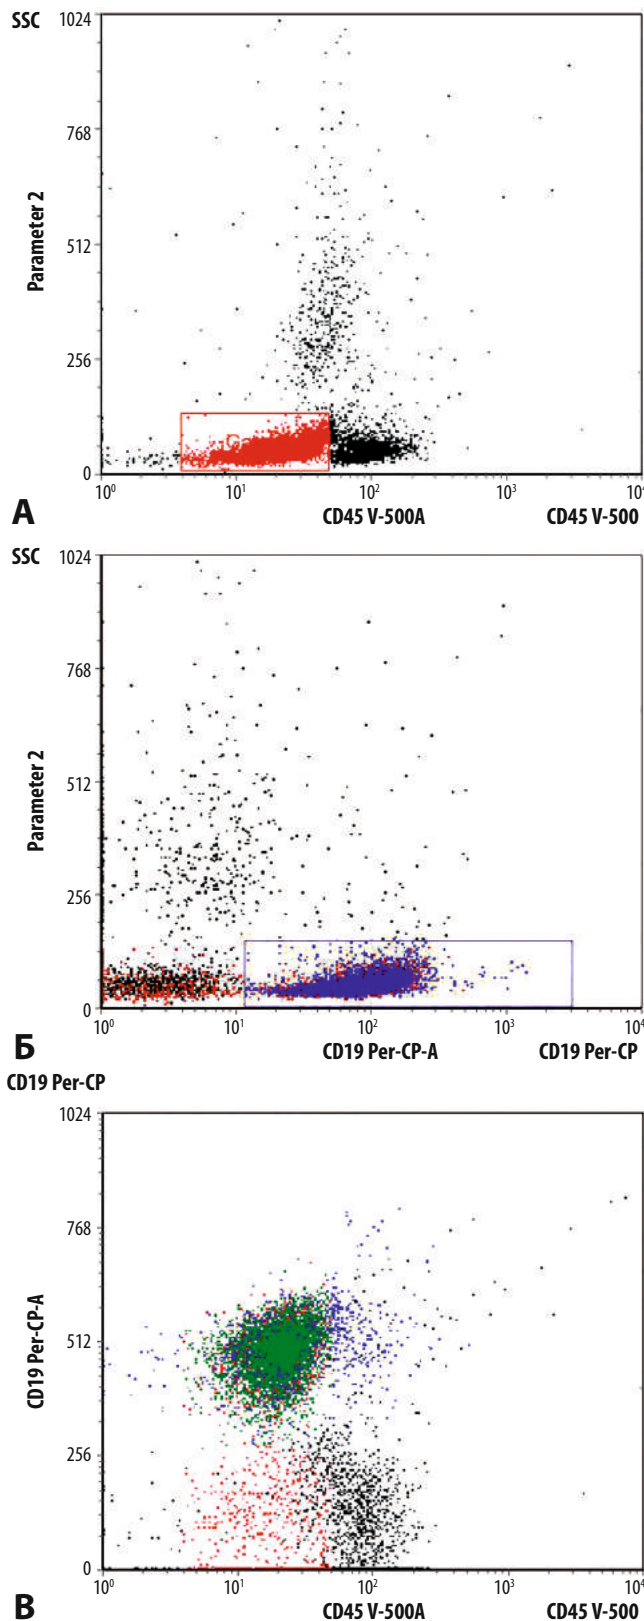 SSC
1024
768
Parameter 2
512
256
0
10⁰ 10¹ 10² 10³ 10⁴
А CD45 V-500A CD45 V-500
SSC
1024
768
Parameter 2
512
256
0
10⁰ 10¹ 10² 10³ 10⁴
Б CD19 Per-CP-A CD19 Per-CP
CD19 Per-CP
1024
768
CD19 Per-CP-A
512
256
0
10⁰ 10¹ 10² 10³ 10⁴
В CD45 V-500A CD45 V-500